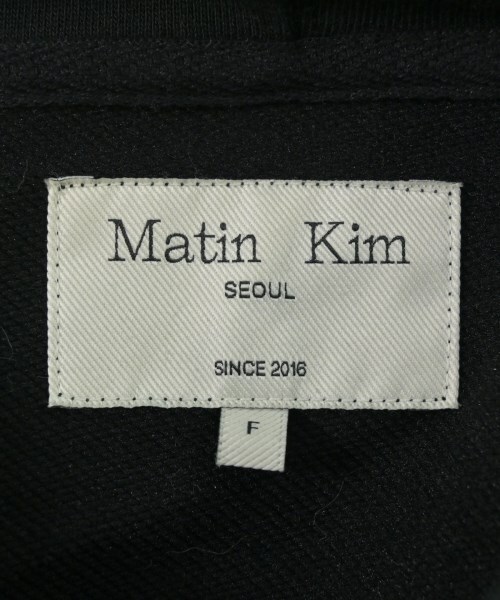 Matin Kim
SEOUL
SINCE 2016
F